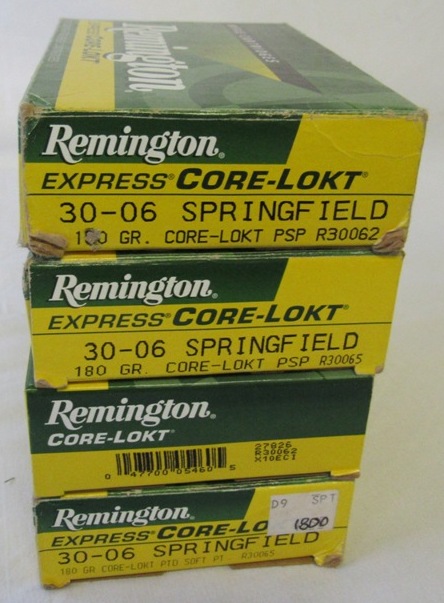 Remington
Remington®
EXPRESS® CORE-LOKT®
30-06 SPRINGFIELD
GR. CORE-LOKT PSP R30062
Remington®
EXPRESS® CORE-LOKT®
30-06 SPRINGFIELD
180 GR. CORE-LOKT PSP R30065
Remington®
CORE-LOKT®
27826
R30062
X10EC1
0 47700 05460 5
Remington®
EXPRESS® CORE-LO
D9 SPT
1800
30-06 SPRINGFIELD
180 GR CORE-LOKT PTD SOFT PT. R30065